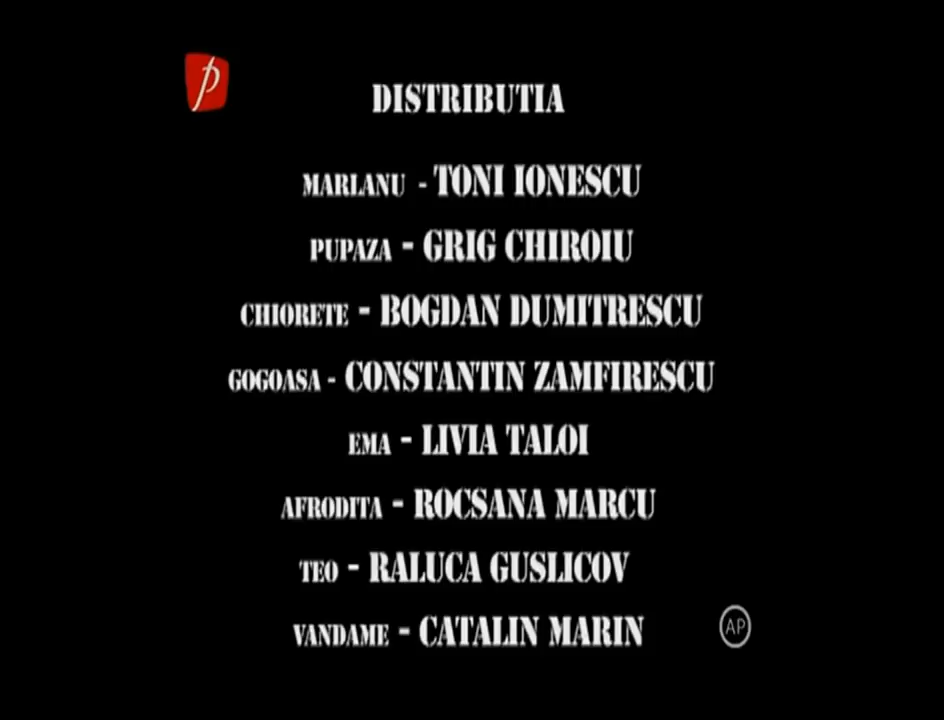 p
DISTRIBUTIA
MARIANU - TONI IONESCU
PUPAZA - GRIG CHIROIU
CHIORETE - BOGDAN DUMITRESCU
GOGOASA - CONSTANTIN ZAMFIRESCU
EMA - LIVIA TALOI
AFRODITA - ROCSANA MARCU
TEO - RALUCA GUSLICOV
VANDAME - CATALIN MARIN
AP